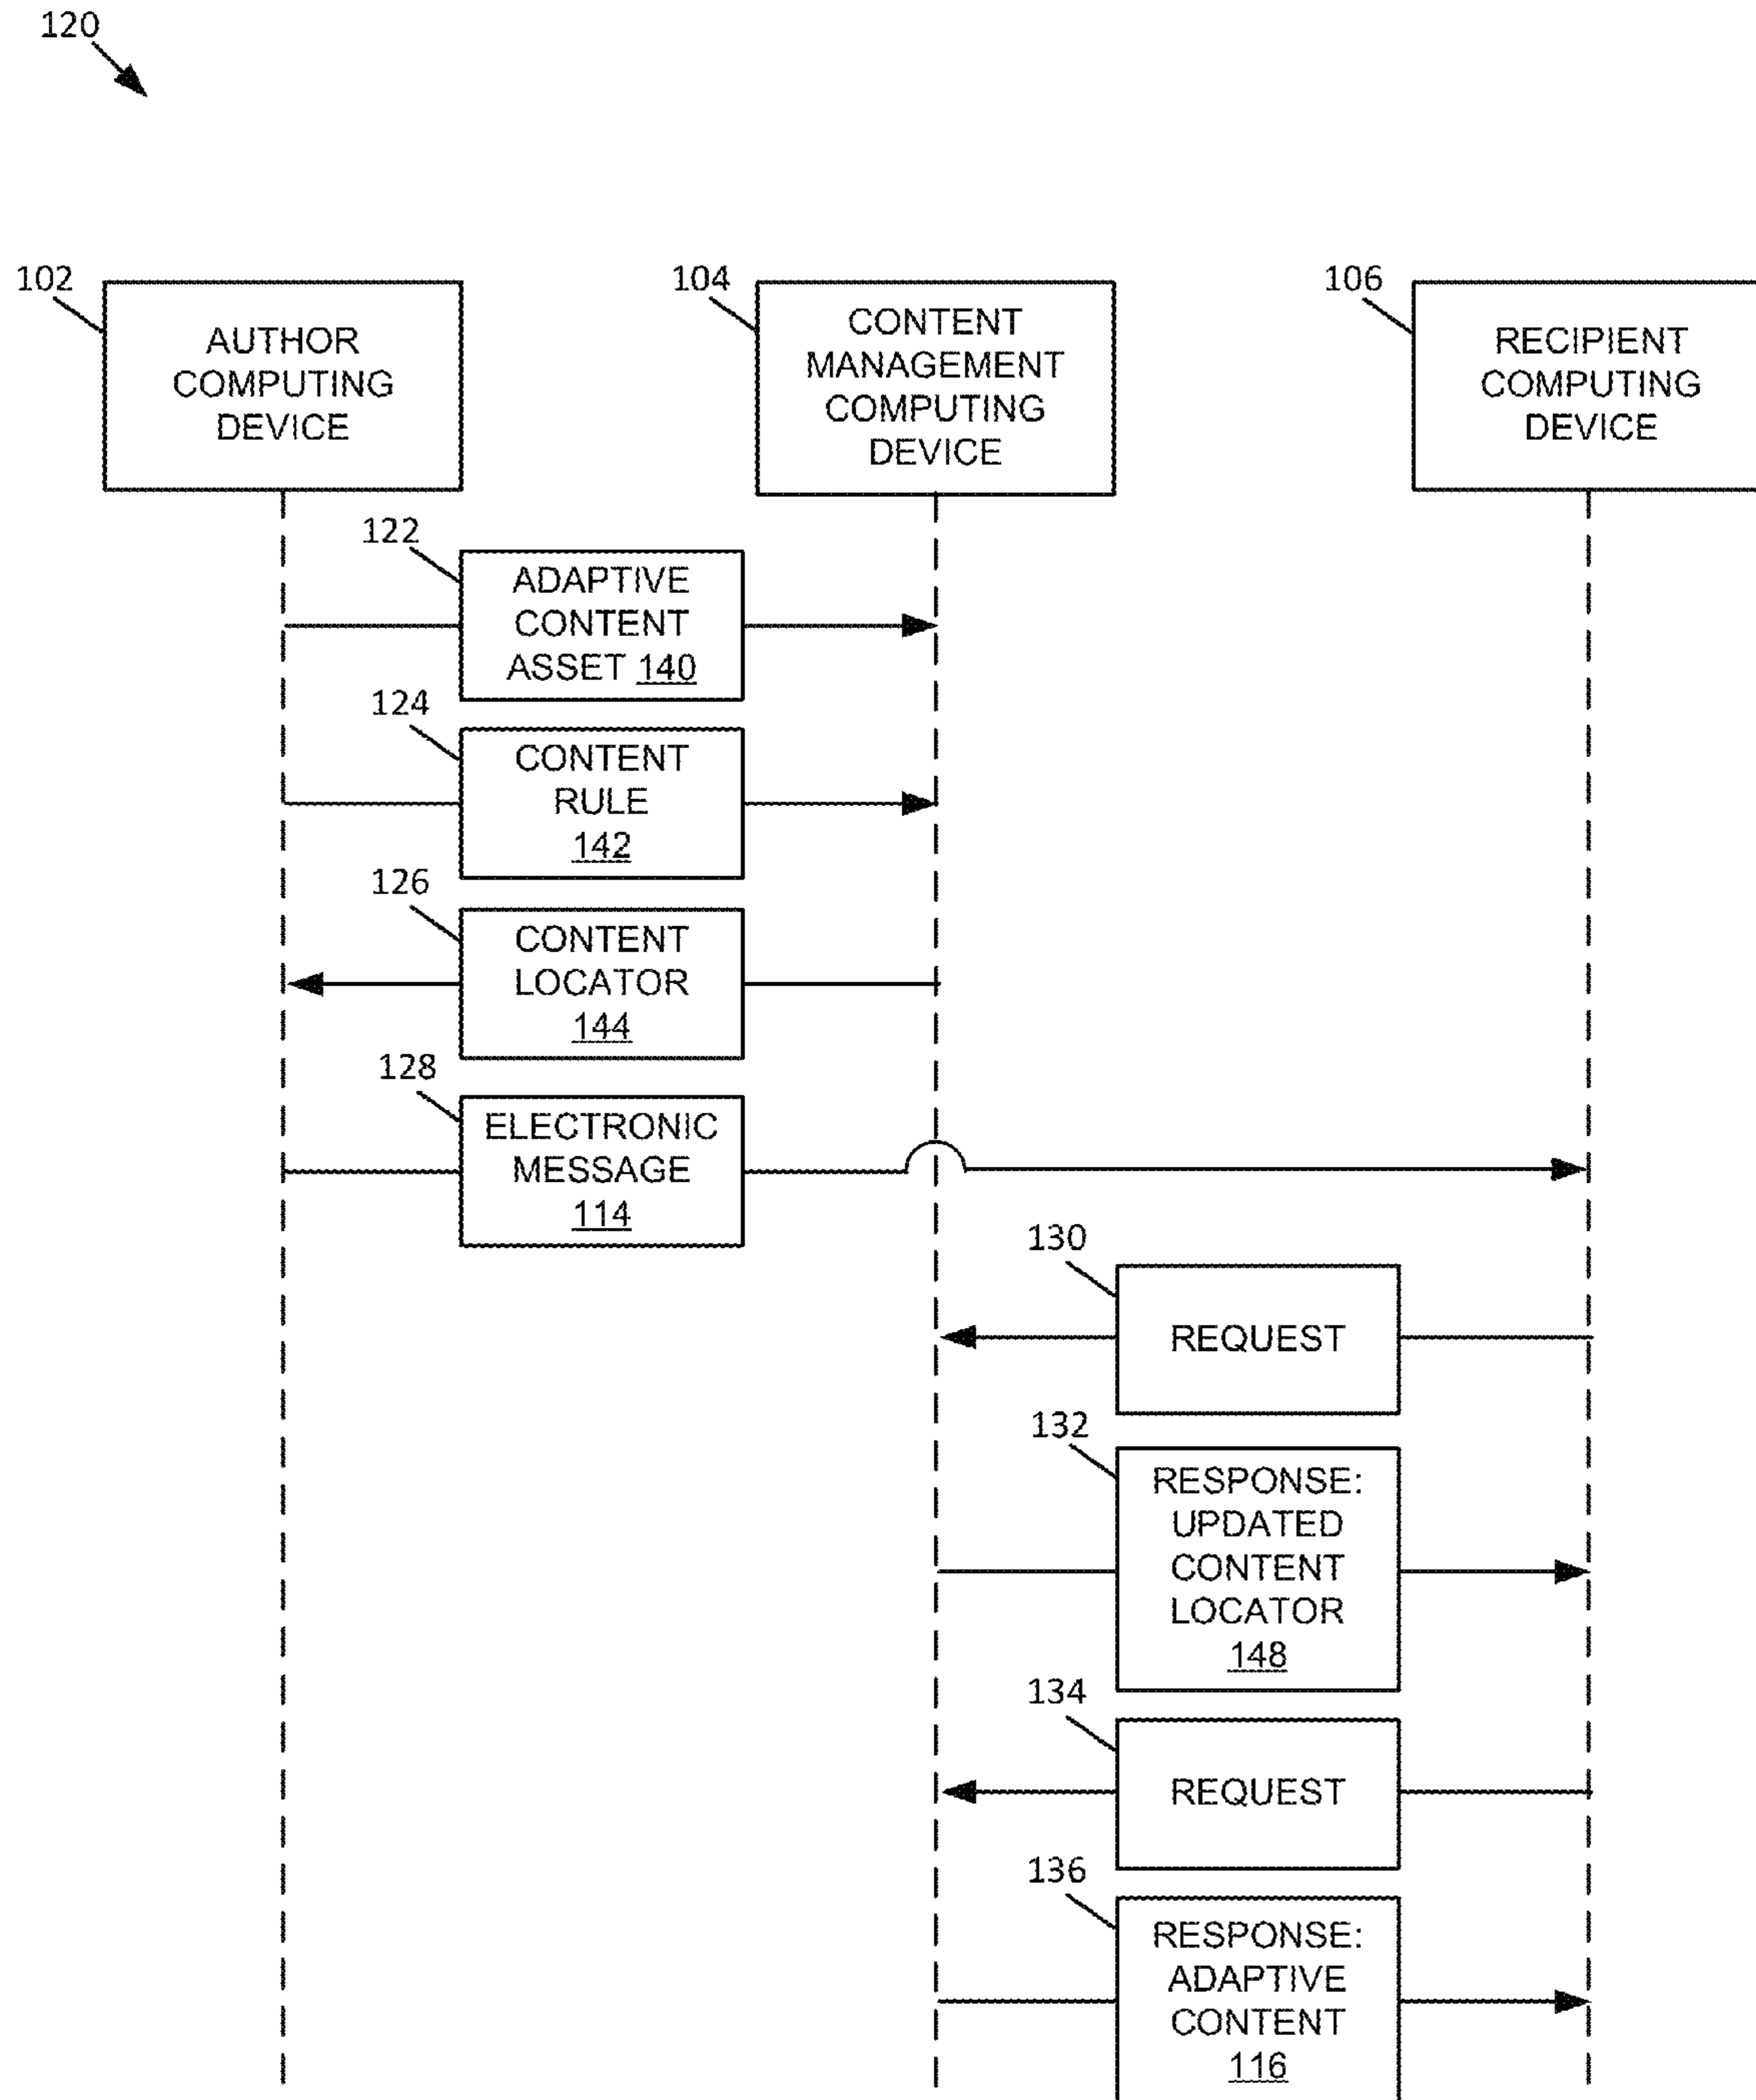 120
102
AUTHOR
COMPUTING
DEVICE
104
CONTENT
MANAGEMENT
COMPUTING
DEVICE
106
RECIPIENT
COMPUTING
DEVICE
122
ADAPTIVE
CONTENT
ASSET 140
124
CONTENT
RULE
142
126
CONTENT
LOCATOR
144
128
ELECTRONIC
MESSAGE
114
130
REQUEST
132
RESPONSE:
UPDATED
CONTENT
LOCATOR
148
134
REQUEST
136
RESPONSE:
ADAPTIVE
CONTENT
116